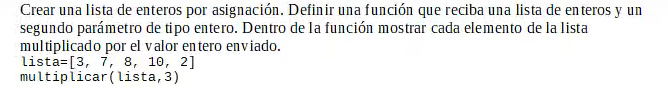 Crear una lista de enteros por asignación. Definir una función que reciba una lista de enteros y un
segundo parámetro de tipo entero. Dentro de la función mostrar cada elemento de la lista
multiplicado por el valor entero enviado.
lista=[3, 7, 8, 10, 2]
multiplicar(lista,3)